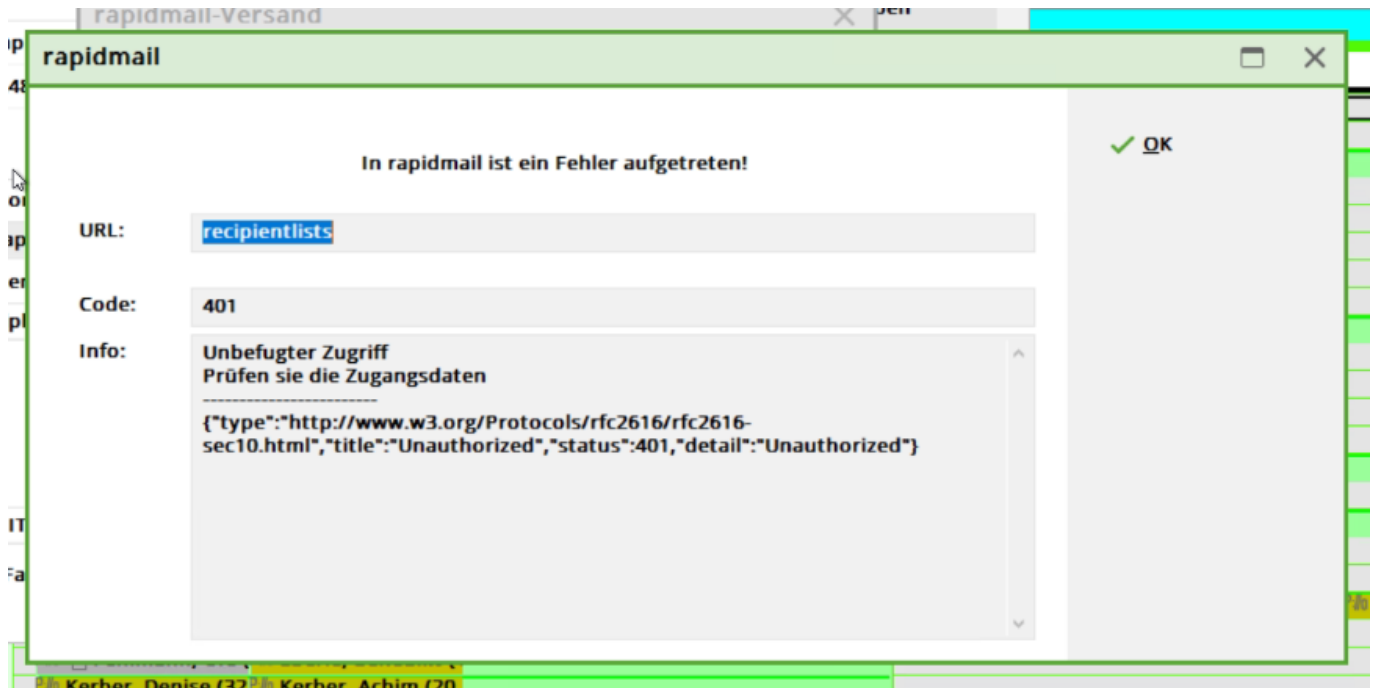 rapidmail-Versand
rapidmail
OK
In rapidmail ist ein Fehler aufgetreten!
URL:
recipientlists
Code:
401
Info:
Unbefugter Zugriff
Prüfen sie die Zugangsdaten
------------------------
{"type":"http://www.w3.org/Protocols/rfc2616/rfc2616-
sec10.html","title":"Unauthorized","status":401,"detail":"Unauthorized"}
Kerber, Denise (32
Kerber, Achim (20